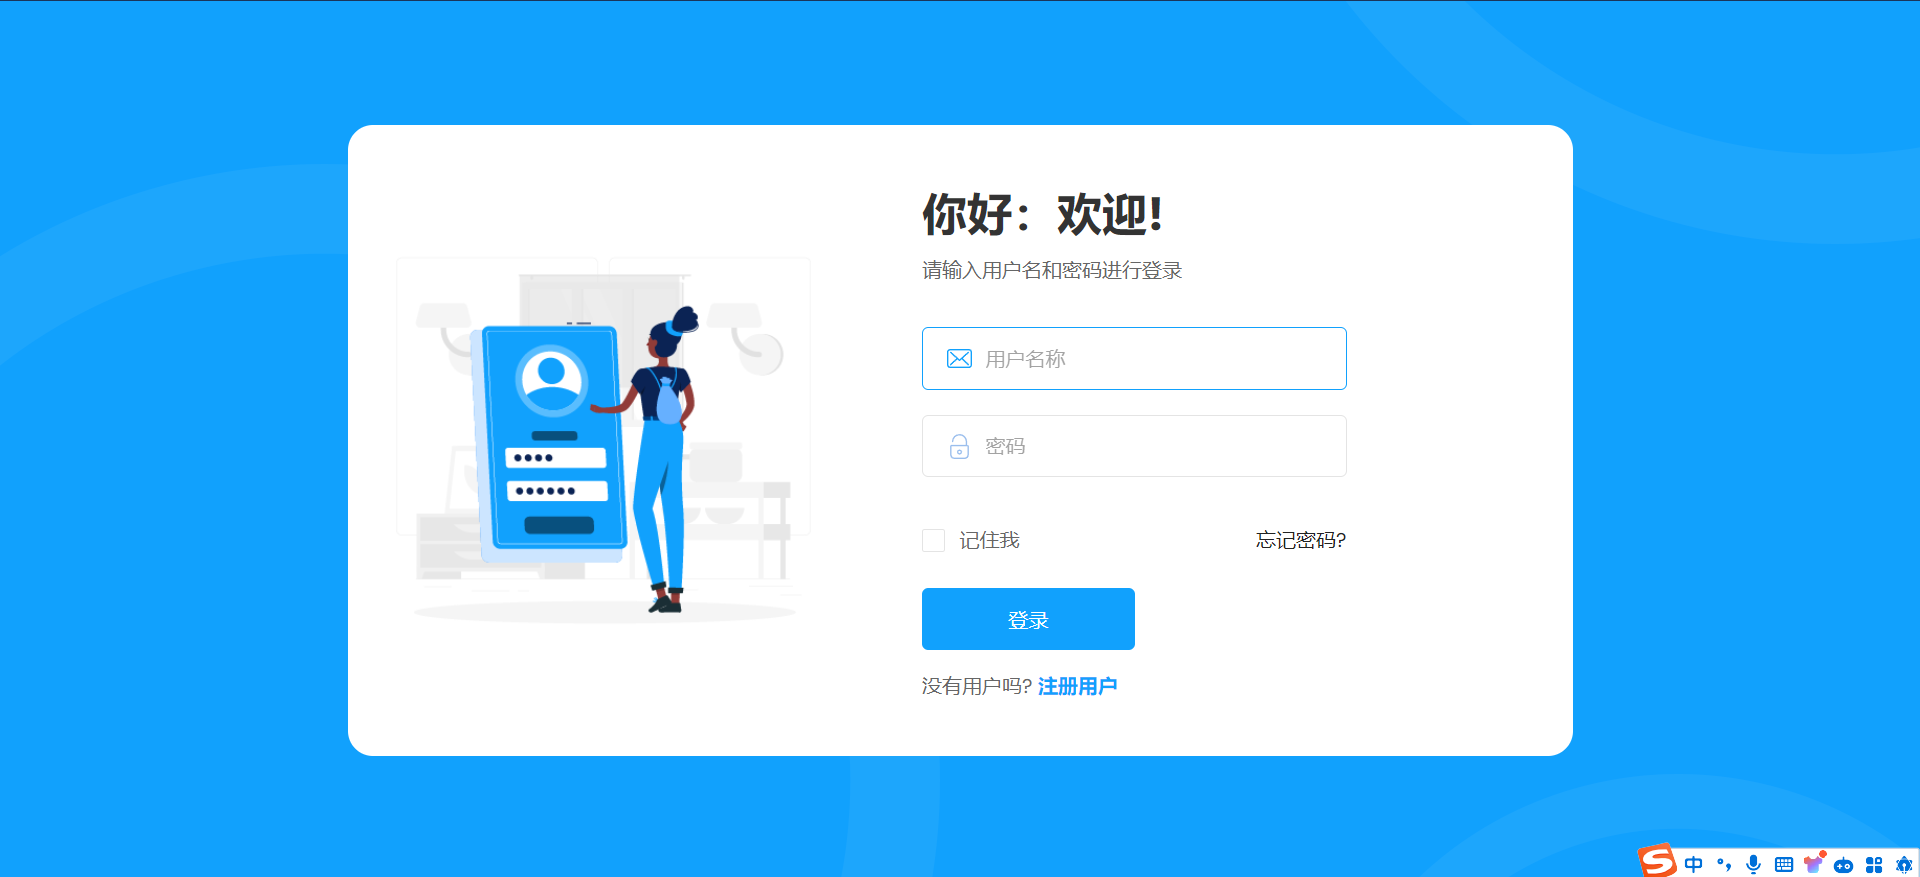 你好：欢迎!
请输入用户名和密码进行登录
用户名称
密码
记住我
忘记密码?
登录
没有用户吗? 注册用户
中